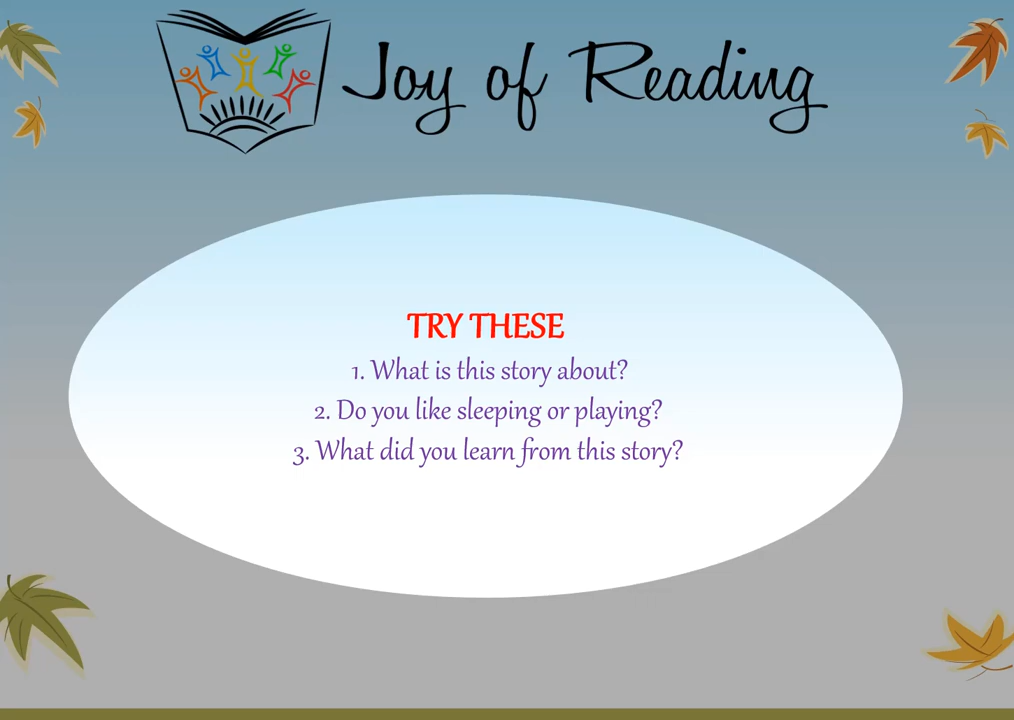 Joy of Reading
TRY THESE
1. What is this story about?
2. Do you like sleeping or playing?
3. What did you learn from this story?